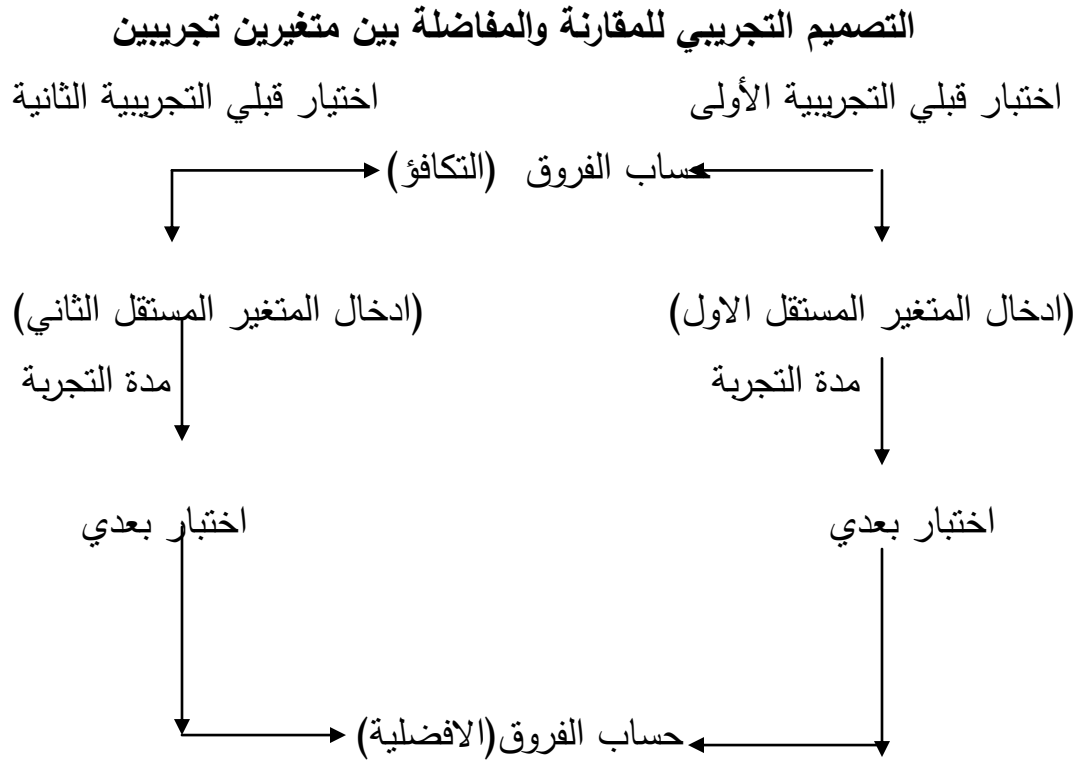 التصميم التجريبي للمقارنة والمفاضلة بين متغيرين تجريبيين
اختبار قبلي التجريبية الأولى اختيار قبلي التجريبية الثانية
حساب الفروق (التكافؤ)
(ادخال المتغير المستقل الاول) (ادخال المتغير المستقل الثاني)
مدة التجربة مدة التجربة
اختبار بعدي اختبار بعدي
حساب الفروق(الافضلية)